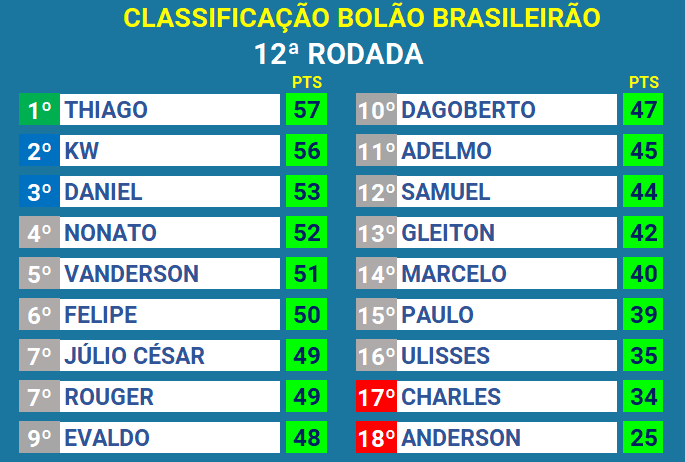 CLASSIFICAÇÃO BOLÃO BRASILEIRÃO
12ª RODADA
PTS
1º THIAGO 57
2º KW 56
3º DANIEL 53
4º NONATO 52
5º VANDERSON 51
6º FELIPE 50
7º JÚLIO CÉSAR 49
7º ROUGER 49
9º EVALDO 48
PTS
10º DAGOBERTO 47
11º ADELMO 45
12º SAMUEL 44
13º GLEITON 42
14º MARCELO 40
15º PAULO 39
16º ULISSES 35
17º CHARLES 34
18º ANDERSON 25